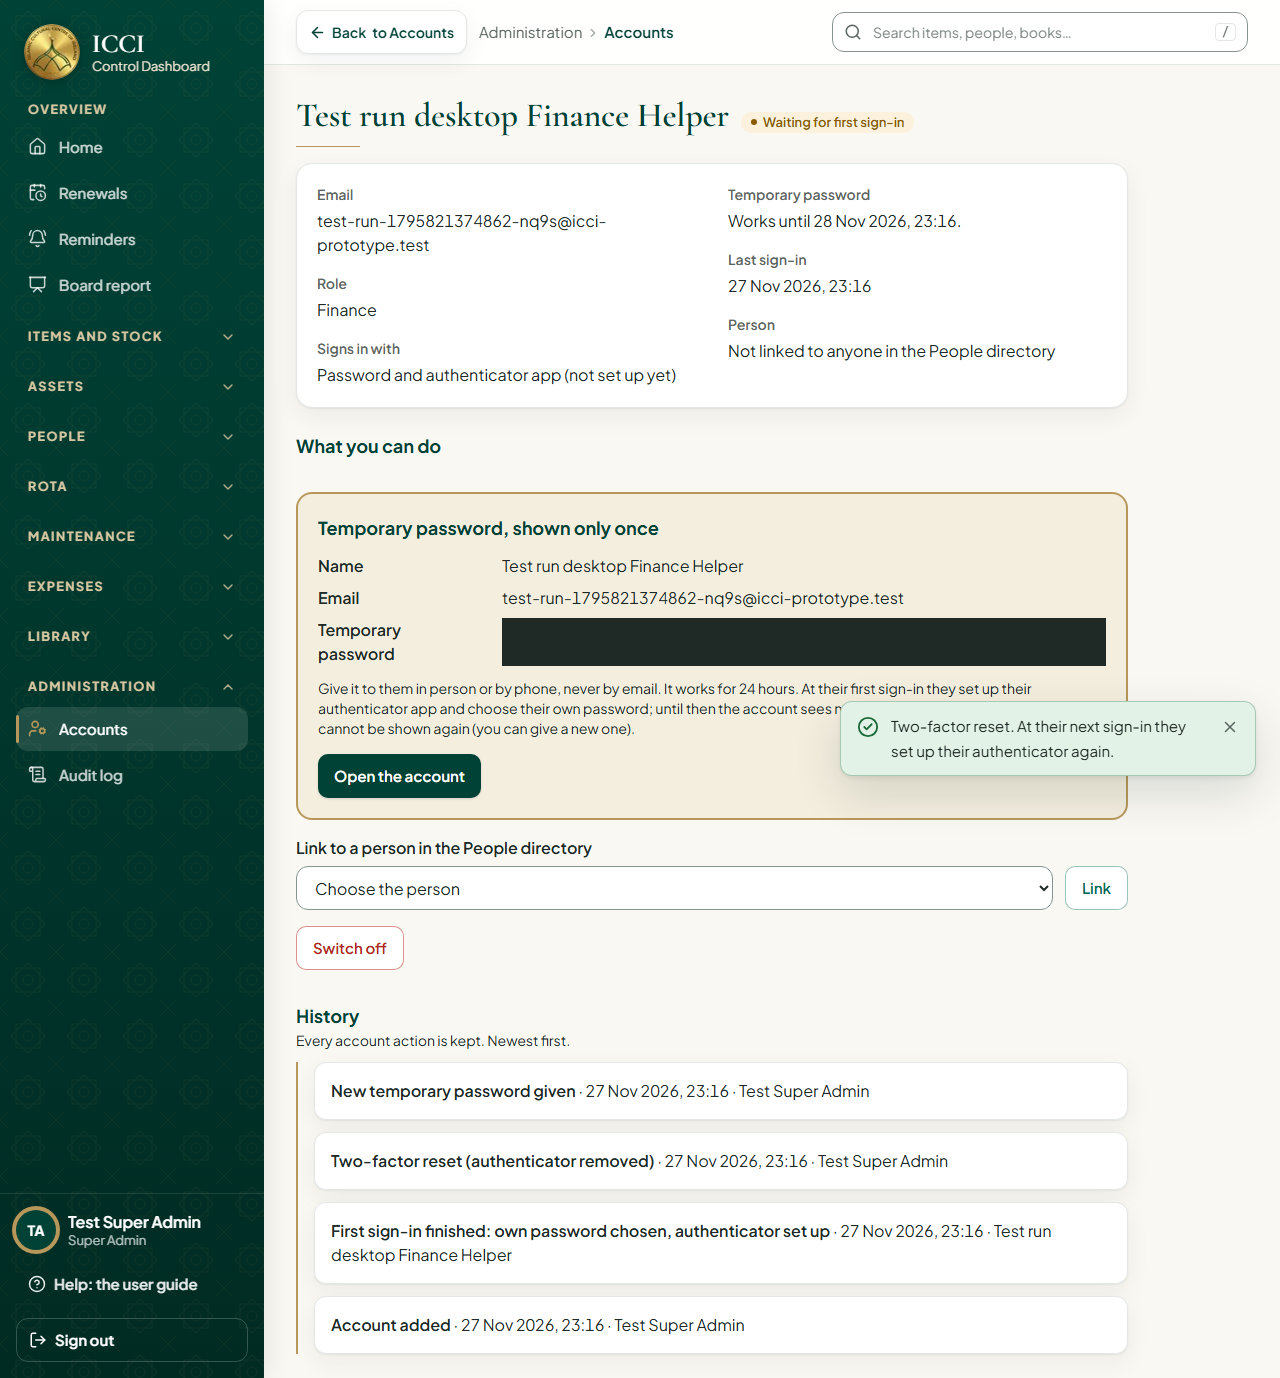 ICCI
Control Dashboard
OVERVIEW
Home
Renewals
Reminders
Board report
ITEMS AND STOCK
ASSETS
PEOPLE
ROTA
MAINTENANCE
EXPENSES
LIBRARY
ADMINISTRATION
Accounts
Audit log
TA
Test Super Admin
Super Admin
Help: the user guide
Sign out
Back to Accounts
Administration
Accounts
Search items, people, books...
/
Test run desktop Finance Helper
Waiting for first sign-in
Email
test-run-1795821374862-nq9s@icci-
prototype.test
Role
Finance
Signs in with
Password and authenticator app (not set up yet)
Temporary password
Works until 28 Nov 2026, 23:16.
Last sign-in
27 Nov 2026, 23:16
Person
Not linked to anyone in the People directory
What you can do
Temporary password, shown only once
Name
Test run desktop Finance Helper
Email
test-run-1795821374862-nq9s@icci-prototype.test
Temporary
password
Give it to them in person or by phone, never by email. It works for 24 hours. At their first sign-in they set up their
authenticator app and choose their own password; until then the account sees
cannot be shown again (you can give a new one).
Open the account
Two-factor reset. At their next sign-in they
set up their authenticator again.
Link to a person in the People directory
Choose the person
Link
Switch off
History
Every account action is kept. Newest first.
New temporary password given · 27 Nov 2026, 23:16 · Test Super Admin
Two-factor reset (authenticator removed) · 27 Nov 2026, 23:16 · Test Super Admin
First sign-in finished: own password chosen, authenticator set up · 27 Nov 2026, 23:16 · Test run
desktop Finance Helper
Account added · 27 Nov 2026, 23:16 · Test Super Admin